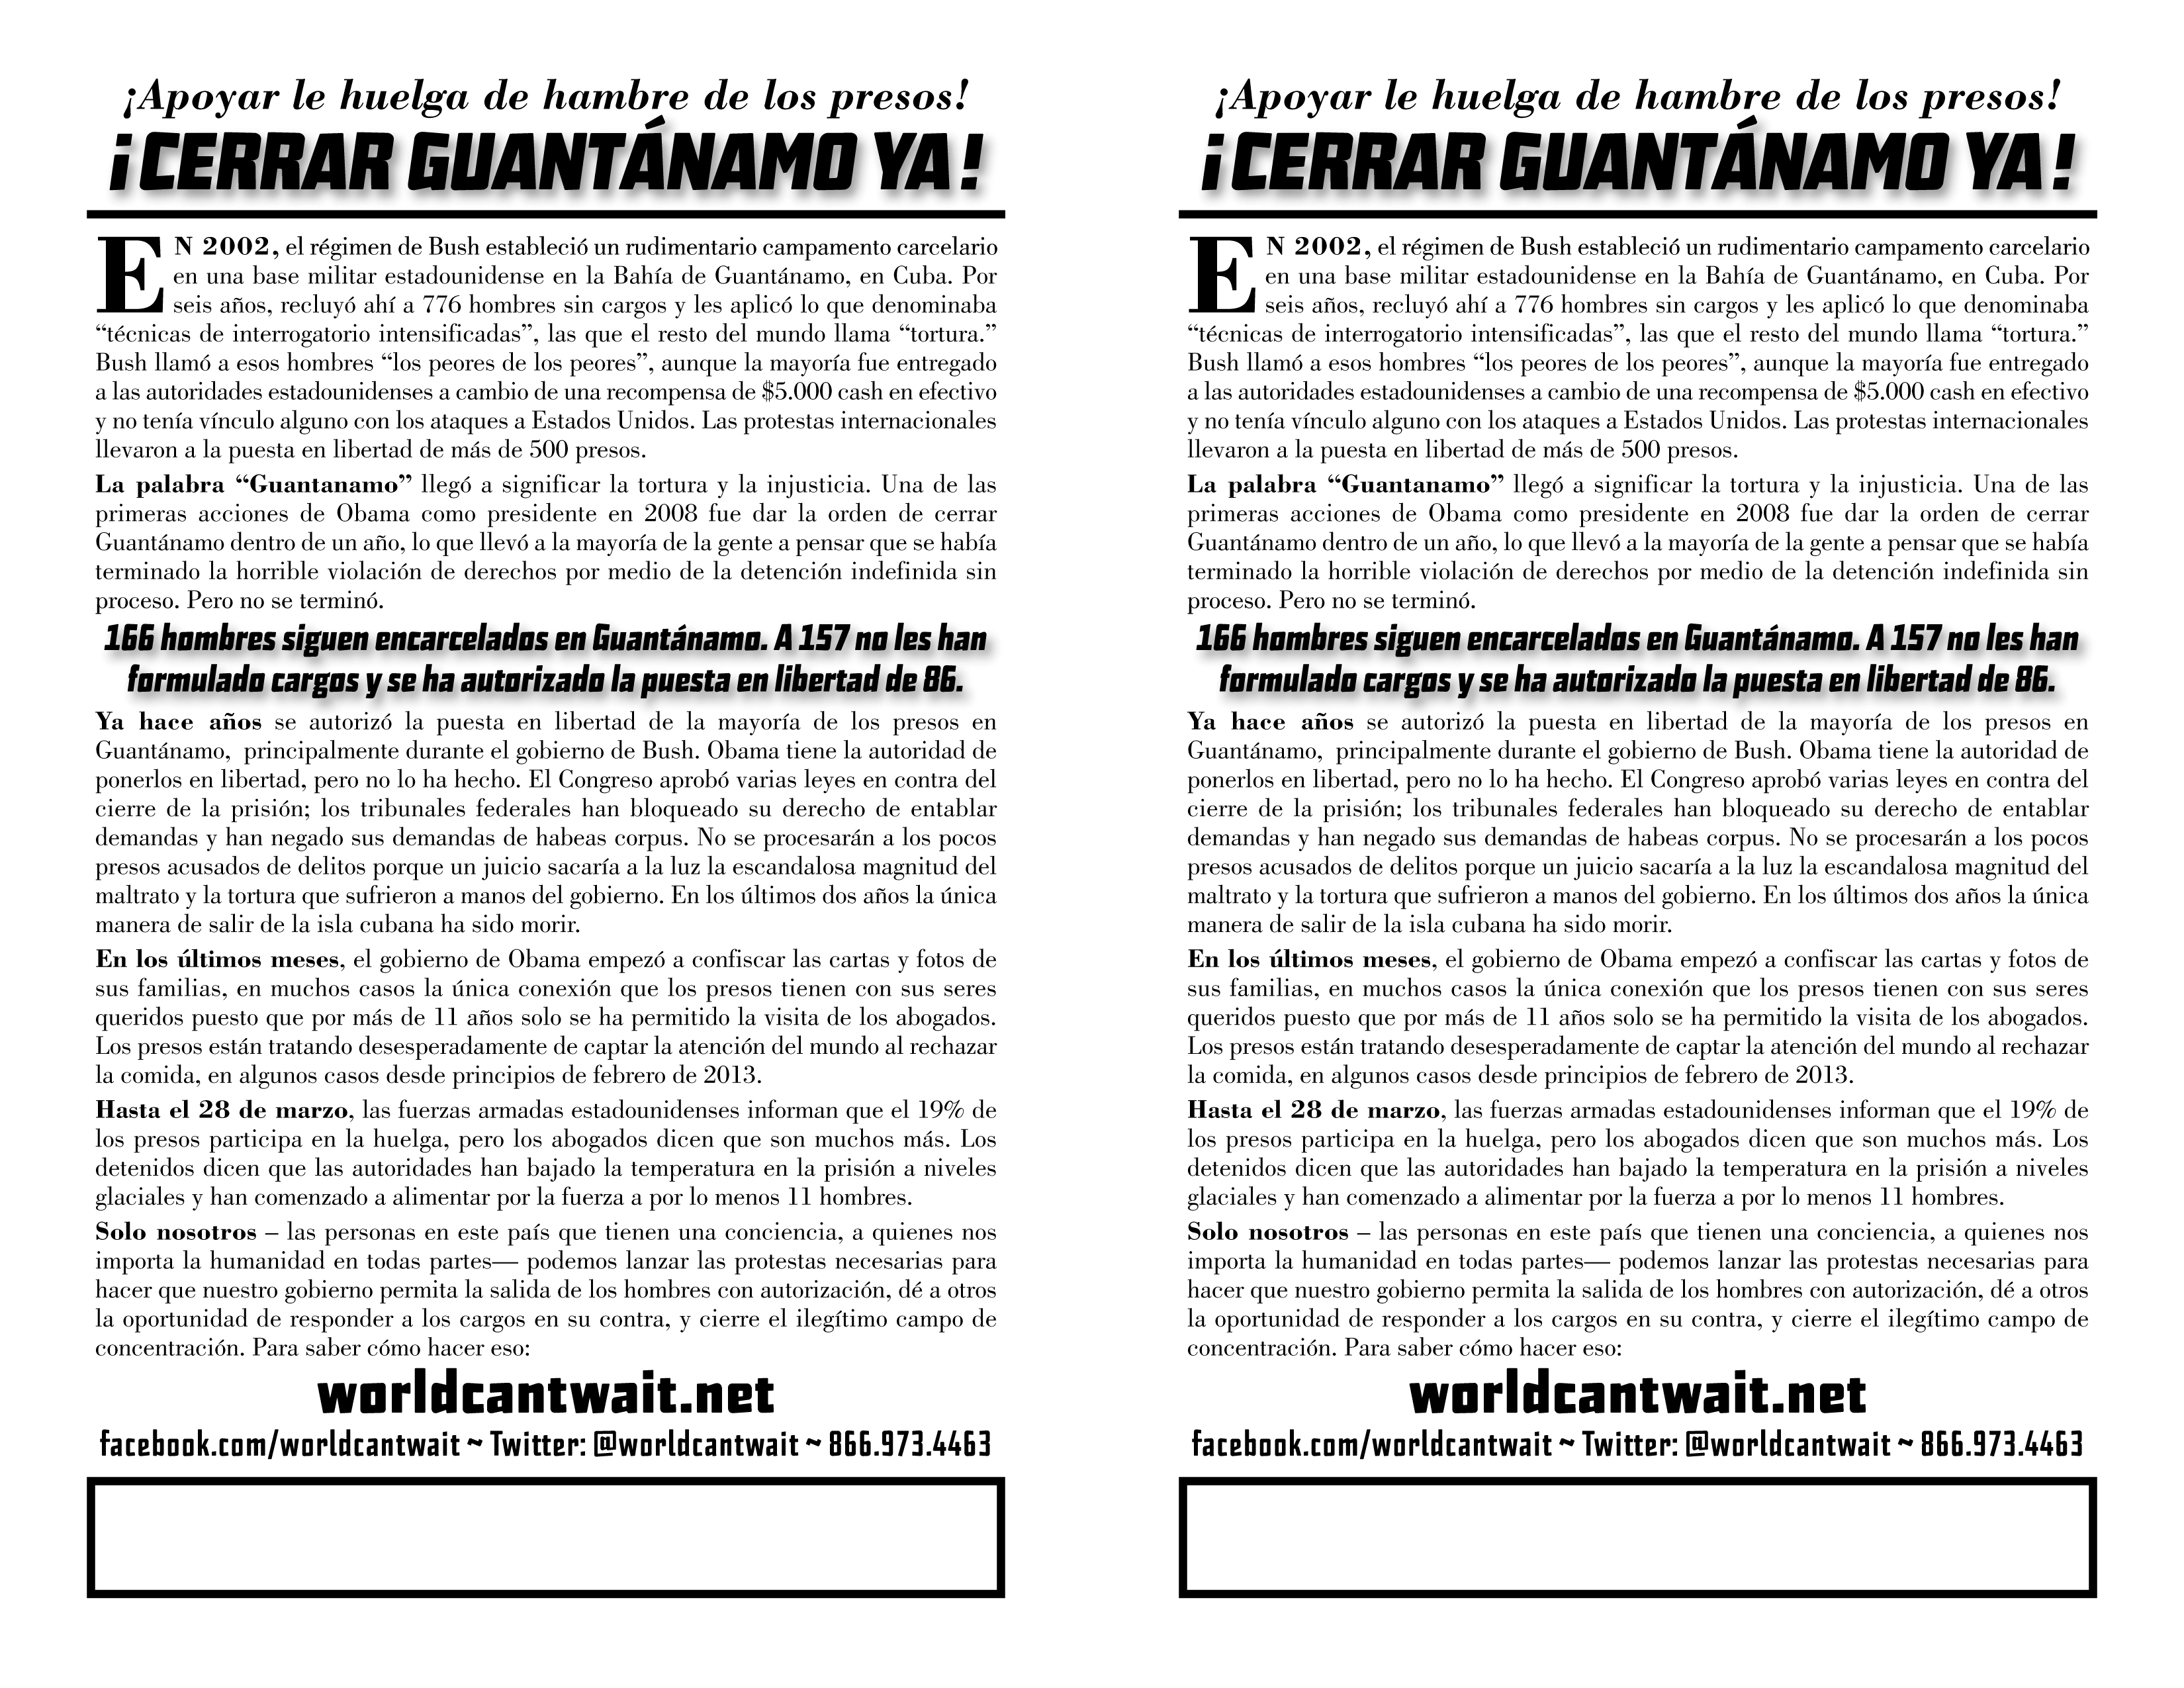 ¡Apoyar le huelga de hambre de los presos!
¡CERRAR GUANTÁNAMO YA!
EN 2002, el régimen de Bush estableció un rudimentario campamento carcelario
en una base militar estadounidense en la Bahía de Guantánamo, en Cuba. Por
seis años, recluyó ahí a 776 hombres sin cargos y les aplicó lo que denominaba
“técnicas de interrogatorio intensificadas”, las que el resto del mundo llama “tortura.”
Bush llamó a esos hombres “los peores de los peores”, aunque la mayoría fue entregado
a las autoridades estadounidenses a cambio de una recompensa de $5.000 cash en efectivo
y no tenía vínculo alguno con los ataques a Estados Unidos. Las protestas internacionales
llevaron a la puesta en libertad de más de 500 presos.
La palabra “Guantanamo” llegó a significar la tortura y la injusticia. Una de las
primeras acciones de Obama como presidente en 2008 fue dar la orden de cerrar
Guantánamo dentro de un año, lo que llevó a la mayoría de la gente a pensar que se había
terminado la horrible violación de derechos por medio de la detención indefinida sin
proceso. Pero no se terminó.
166 hombres siguen encarcelados en Guantánamo. A 157 no les han
formulado cargos y se ha autorizado la puesta en libertad de 86.
Ya hace años se autorizó la puesta en libertad de la mayoría de los presos en
Guantánamo, principalmente durante el gobierno de Bush. Obama tiene la autoridad de
ponerlos en libertad, pero no lo ha hecho. El Congreso aprobó varias leyes en contra del
cierre de la prisión; los tribunales federales han bloqueado su derecho de entablar
demandas y han negado sus demandas de habeas corpus. No se procesarán a los pocos
presos acusados de delitos porque un juicio sacaría a la luz la escandalosa magnitud del
maltrato y la tortura que sufrieron a manos del gobierno. En los últimos dos años la única
manera de salir de la isla cubana ha sido morir.
En los últimos meses, el gobierno de Obama empezó a confiscar las cartas y fotos de
sus familias, en muchos casos la única conexión que los presos tienen con sus seres
queridos puesto que por más de 11 años solo se ha permitido la visita de los abogados.
Los presos están tratando desesperadamente de captar la atención del mundo al rechazar
la comida, en algunos casos desde principios de febrero de 2013.
Hasta el 28 de marzo, las fuerzas armadas estadounidenses informan que el 19% de
los presos participa en la huelga, pero los abogados dicen que son muchos más. Los
detenidos dicen que las autoridades han bajado la temperatura en la prisión a niveles
glaciales y han comenzado a alimentar por la fuerza a por lo menos 11 hombres.
Solo nosotros – las personas en este país que tienen una conciencia, a quienes nos
importa la humanidad en todas partes— podemos lanzar las protestas necesarias para
hacer que nuestro gobierno permita la salida de los hombres con autorización, dé a otros
la oportunidad de responder a los cargos en su contra, y cierre el ilegítimo campo de
concentración. Para saber cómo hacer eso:
worldcantwait.net
facebook.com/worldcantwait ~ Twitter: @worldcantwait ~ 866.973.4463
¡Apoyar le huelga de hambre de los presos!
¡CERRAR GUANTÁNAMO YA!
EN 2002, el régimen de Bush estableció un rudimentario campamento carcelario
en una base militar estadounidense en la Bahía de Guantánamo, en Cuba. Por
seis años, recluyó ahí a 776 hombres sin cargos y les aplicó lo que denominaba
“técnicas de interrogatorio intensificadas”, las que el resto del mundo llama “tortura.”
Bush llamó a esos hombres “los peores de los peores”, aunque la mayoría fue entregado
a las autoridades estadounidenses a cambio de una recompensa de $5.000 cash en efectivo
y no tenía vínculo alguno con los ataques a Estados Unidos. Las protestas internacionales
llevaron a la puesta en libertad de más de 500 presos.
La palabra “Guantanamo” llegó a significar la tortura y la injusticia. Una de las
primeras acciones de Obama como presidente en 2008 fue dar la orden de cerrar
Guantánamo dentro de un año, lo que llevó a la mayoría de la gente a pensar que se había
terminado la horrible violación de derechos por medio de la detención indefinida sin
proceso. Pero no se terminó.
166 hombres siguen encarcelados en Guantánamo. A 157 no les han
formulado cargos y se ha autorizado la puesta en libertad de 86.
Ya hace años se autorizó la puesta en libertad de la mayoría de los presos en
Guantánamo, principalmente durante el gobierno de Bush. Obama tiene la autoridad de
ponerlos en libertad, pero no lo ha hecho. El Congreso aprobó varias leyes en contra del
cierre de la prisión; los tribunales federales han bloqueado su derecho de entablar
demandas y han negado sus demandas de habeas corpus. No se procesarán a los pocos
presos acusados de delitos porque un juicio sacaría a la luz la escandalosa magnitud del
maltrato y la tortura que sufrieron a manos del gobierno. En los últimos dos años la única
manera de salir de la isla cubana ha sido morir.
En los últimos meses, el gobierno de Obama empezó a confiscar las cartas y fotos de
sus familias, en muchos casos la única conexión que los presos tienen con sus seres
queridos puesto que por más de 11 años solo se ha permitido la visita de los abogados.
Los presos están tratando desesperadamente de captar la atención del mundo al rechazar
la comida, en algunos casos desde principios de febrero de 2013.
Hasta el 28 de marzo, las fuerzas armadas estadounidenses informan que el 19% de
los presos participa en la huelga, pero los abogados dicen que son muchos más. Los
detenidos dicen que las autoridades han bajado la temperatura en la prisión a niveles
glaciales y han comenzado a alimentar por la fuerza a por lo menos 11 hombres.
Solo nosotros – las personas en este país que tienen una conciencia, a quienes nos
importa la humanidad en todas partes— podemos lanzar las protestas necesarias para
hacer que nuestro gobierno permita la salida de los hombres con autorización, dé a otros
la oportunidad de responder a los cargos en su contra, y cierre el ilegítimo campo de
concentración. Para saber cómo hacer eso:
worldcantwait.net
facebook.com/worldcantwait ~ Twitter: @worldcantwait ~ 866.973.4463